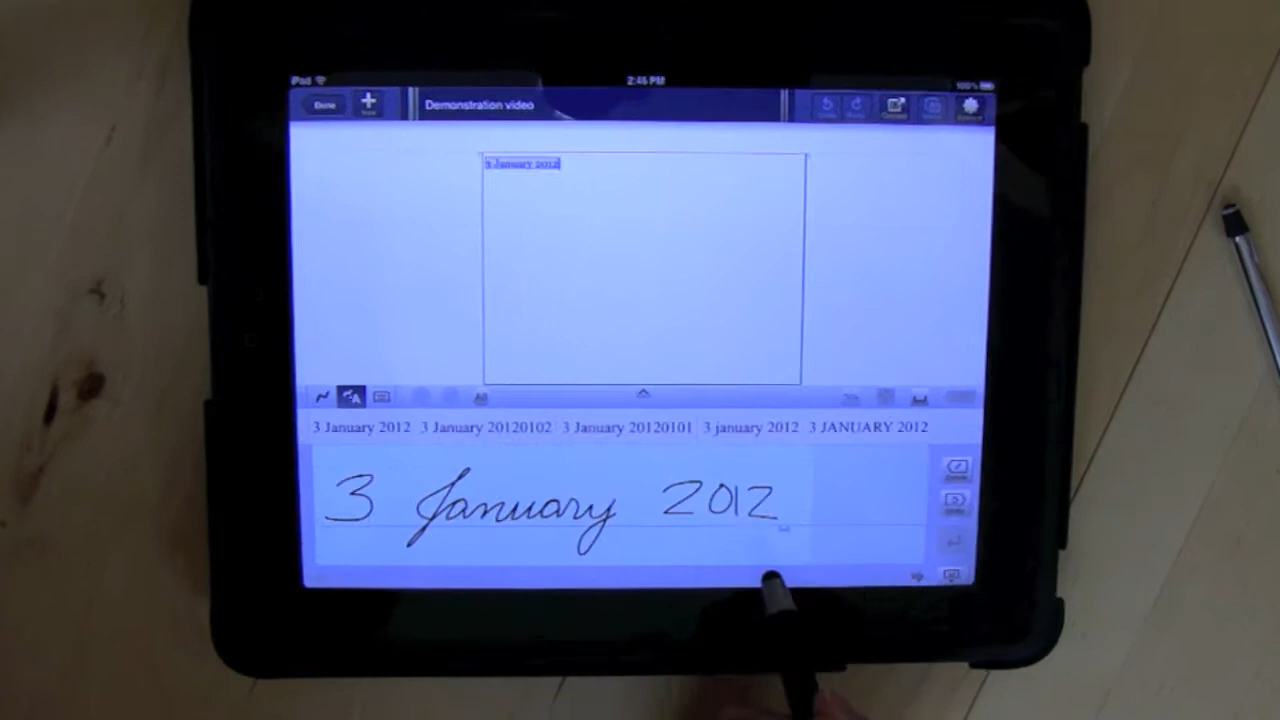 iPad 2:45 PM 100%
Done Demonstration video
3 January 2012
3 January 2012 3 January 20120102 3 January 20120101 3 january 2012 3 JANUARY 2012
3 January 2012